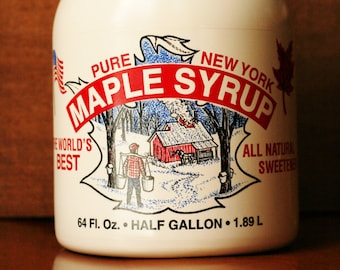 PURE NEW YORK
MAPLE SYRUP
WORLD'S
BEST
ALL NATURAL
64 Fl. Oz. • HALF GALLON • 1.89 L